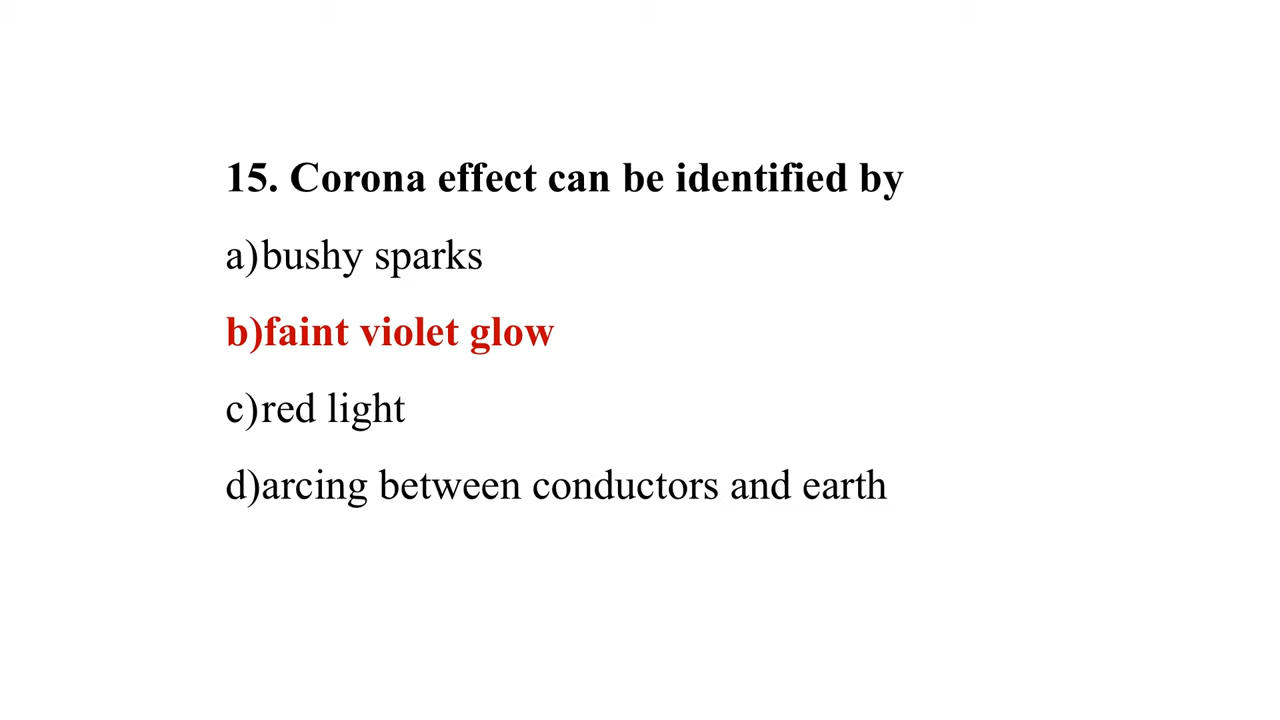 15. Corona effect can be identified by
a)bushy sparks
b)faint violet glow
c)red light
d)arcing between conductors and earth